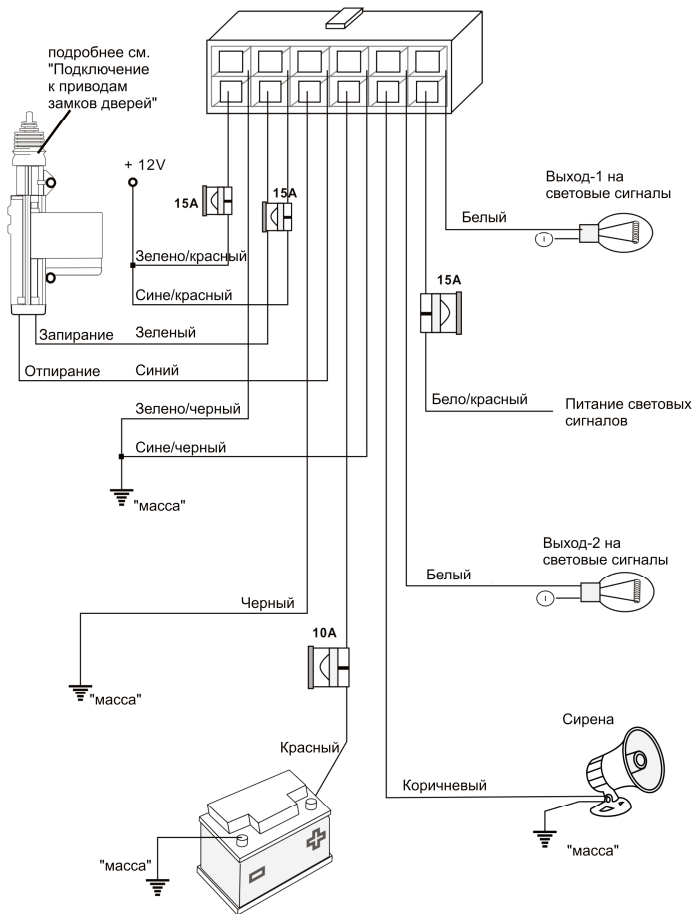 подробнее см.
"Подключение
к приводам
замков дверей"
+ 12V
15A
15A
Выход-1 на
световые сигналы
Белый
Зелено/красный
15A
Сине/красный
Запирание
Зеленый
Отпирание
Синий
Бело/красный
Питание световых
сигналов
Зелено/черный
Сине/черный
"масса"
Выход-2 на
световые сигналы
Белый
Черный
10A
"масса"
Сирена
Красный
Коричневый
"масса"
"масса"